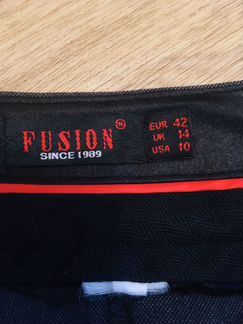 FUSION®
SINCE 1989
EUR 42
UK 14
USA 10